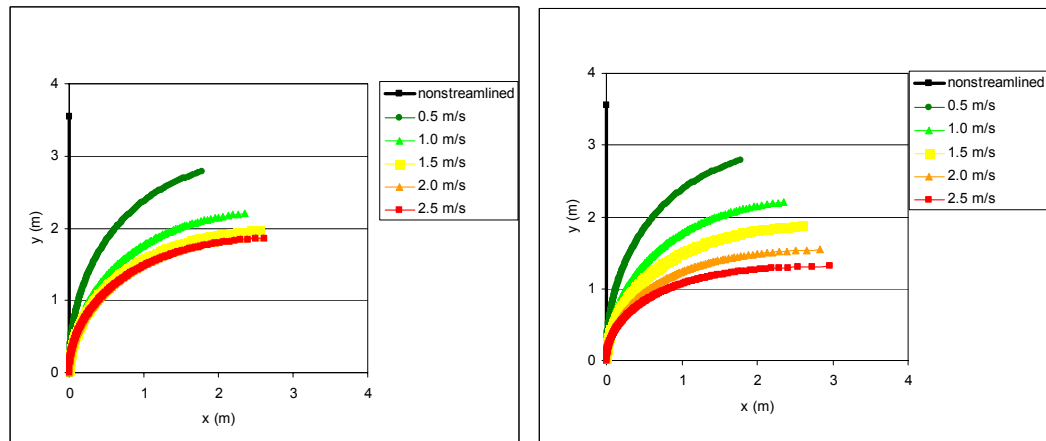 4
3
2
1
0
y (m)
0 1 2 3 4
x (m)
nonstreamlined
0.5 m/s
1.0 m/s
1.5 m/s
2.0 m/s
2.5 m/s
4
3
2
1
0
y (m)
0 1 2 3 4
x (m)
nonstreamlined
0.5 m/s
1.0 m/s
1.5 m/s
2.0 m/s
2.5 m/s